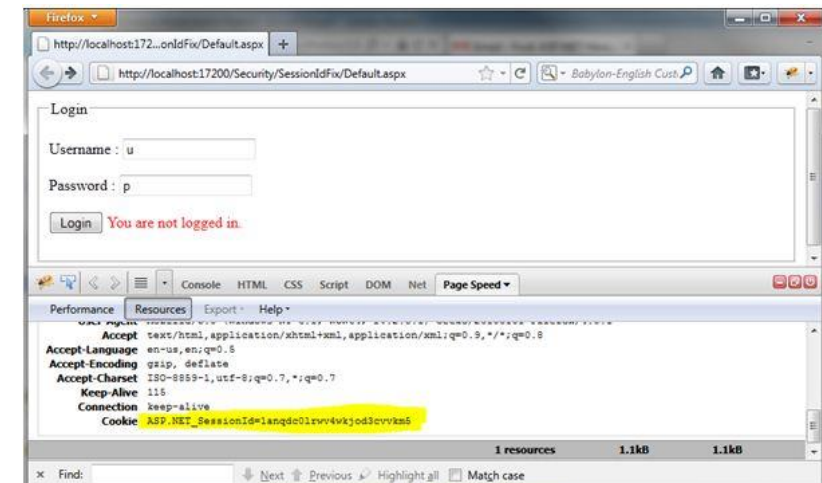 Firefox
http://localhost:172...onIdFix/Default.aspx +
http://localhost:17200/Security/SessionIdFix/Default.aspx Babylon-English Cust
Login
Username : u
Password : p
Login You are not logged in.
Console HTML CSS Script DOM Net Page Speed
Performance Resources Export Help
Accept text/html,application/xhtml+xml,application/xml;q=0.9,*/*;q=0.8
Accept-Language en-us,en;q=0.5
Accept-Encoding gzip, deflate
Accept-Charset ISO-8859-1,utf-8;q=0.7,*;q=0.7
Keep-Alive 115
Connection keep-alive
Cookie ASP.NET_SessionId=1anqdc01rwv4wkjod3cvvkm5
1 resources 1.1kB 1.1kB
× Find: Next Previous Highlight all Match case